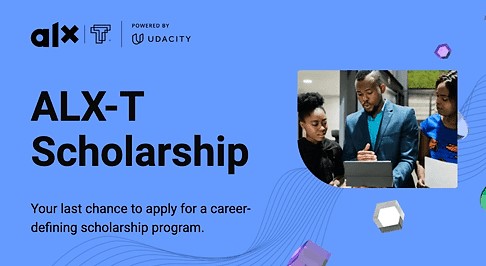 alx
T
POWERED BY
UDACITY
ALX-T
Scholarship
Your last chance to apply for a career-
defining scholarship program.